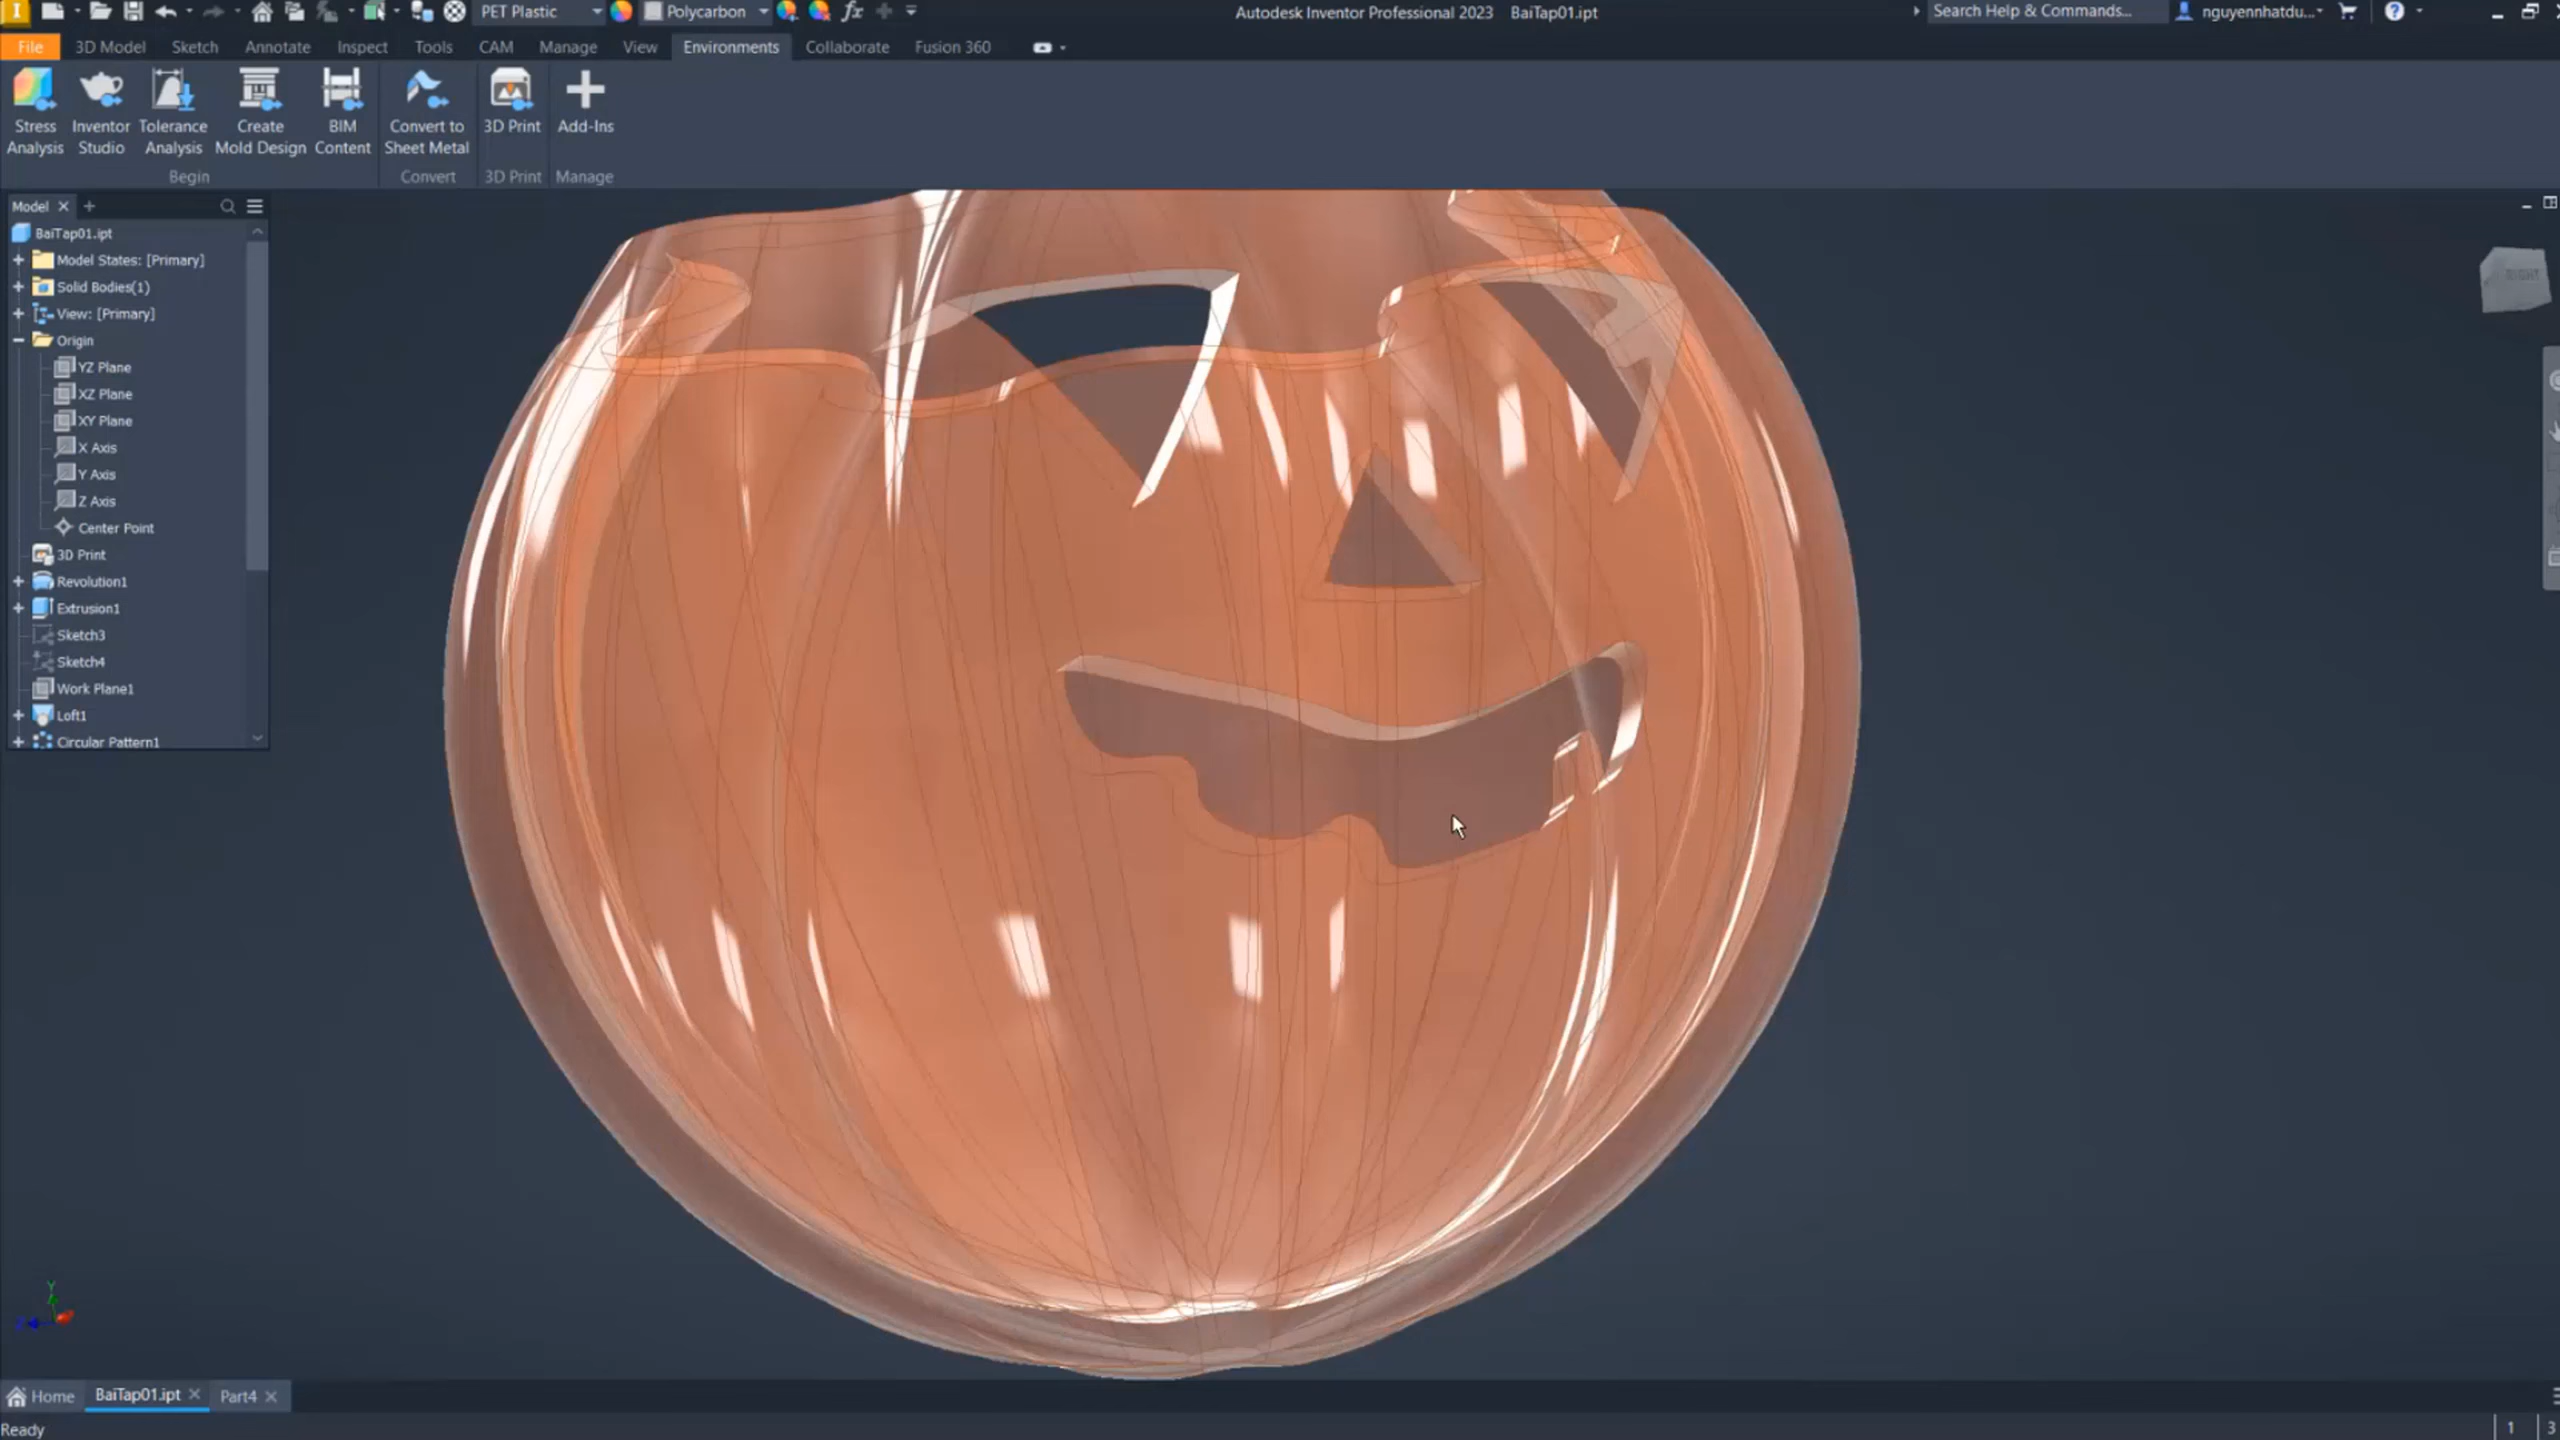 I PET Plastic Polycarbon fx Autodesk Inventor Professional 2023 BaiTap01.ipt Search Help & Commands... nguyennhatdu... ?
File 3D Model Sketch Annotate Inspect Tools CAM Manage View Environments Collaborate Fusion 360
Stress Analysis
Inventor Studio
Tolerance Analysis
Create Mold Design
BIM Content
Convert to Sheet Metal
3D Print
Add-Ins
Begin Convert 3D Print Manage
Model
BaiTap01.ipt
Model States: [Primary]
Solid Bodies(1)
View: [Primary]
Origin
YZ Plane
XZ Plane
XY Plane
X Axis
Y Axis
Z Axis
Center Point
3D Print
Revolution1
Extrusion1
Sketch3
Sketch4
Work Plane1
Loft1
Circular Pattern1
RIGHT
Y
Z
Home BaiTap01.ipt Part4
Ready 1 3